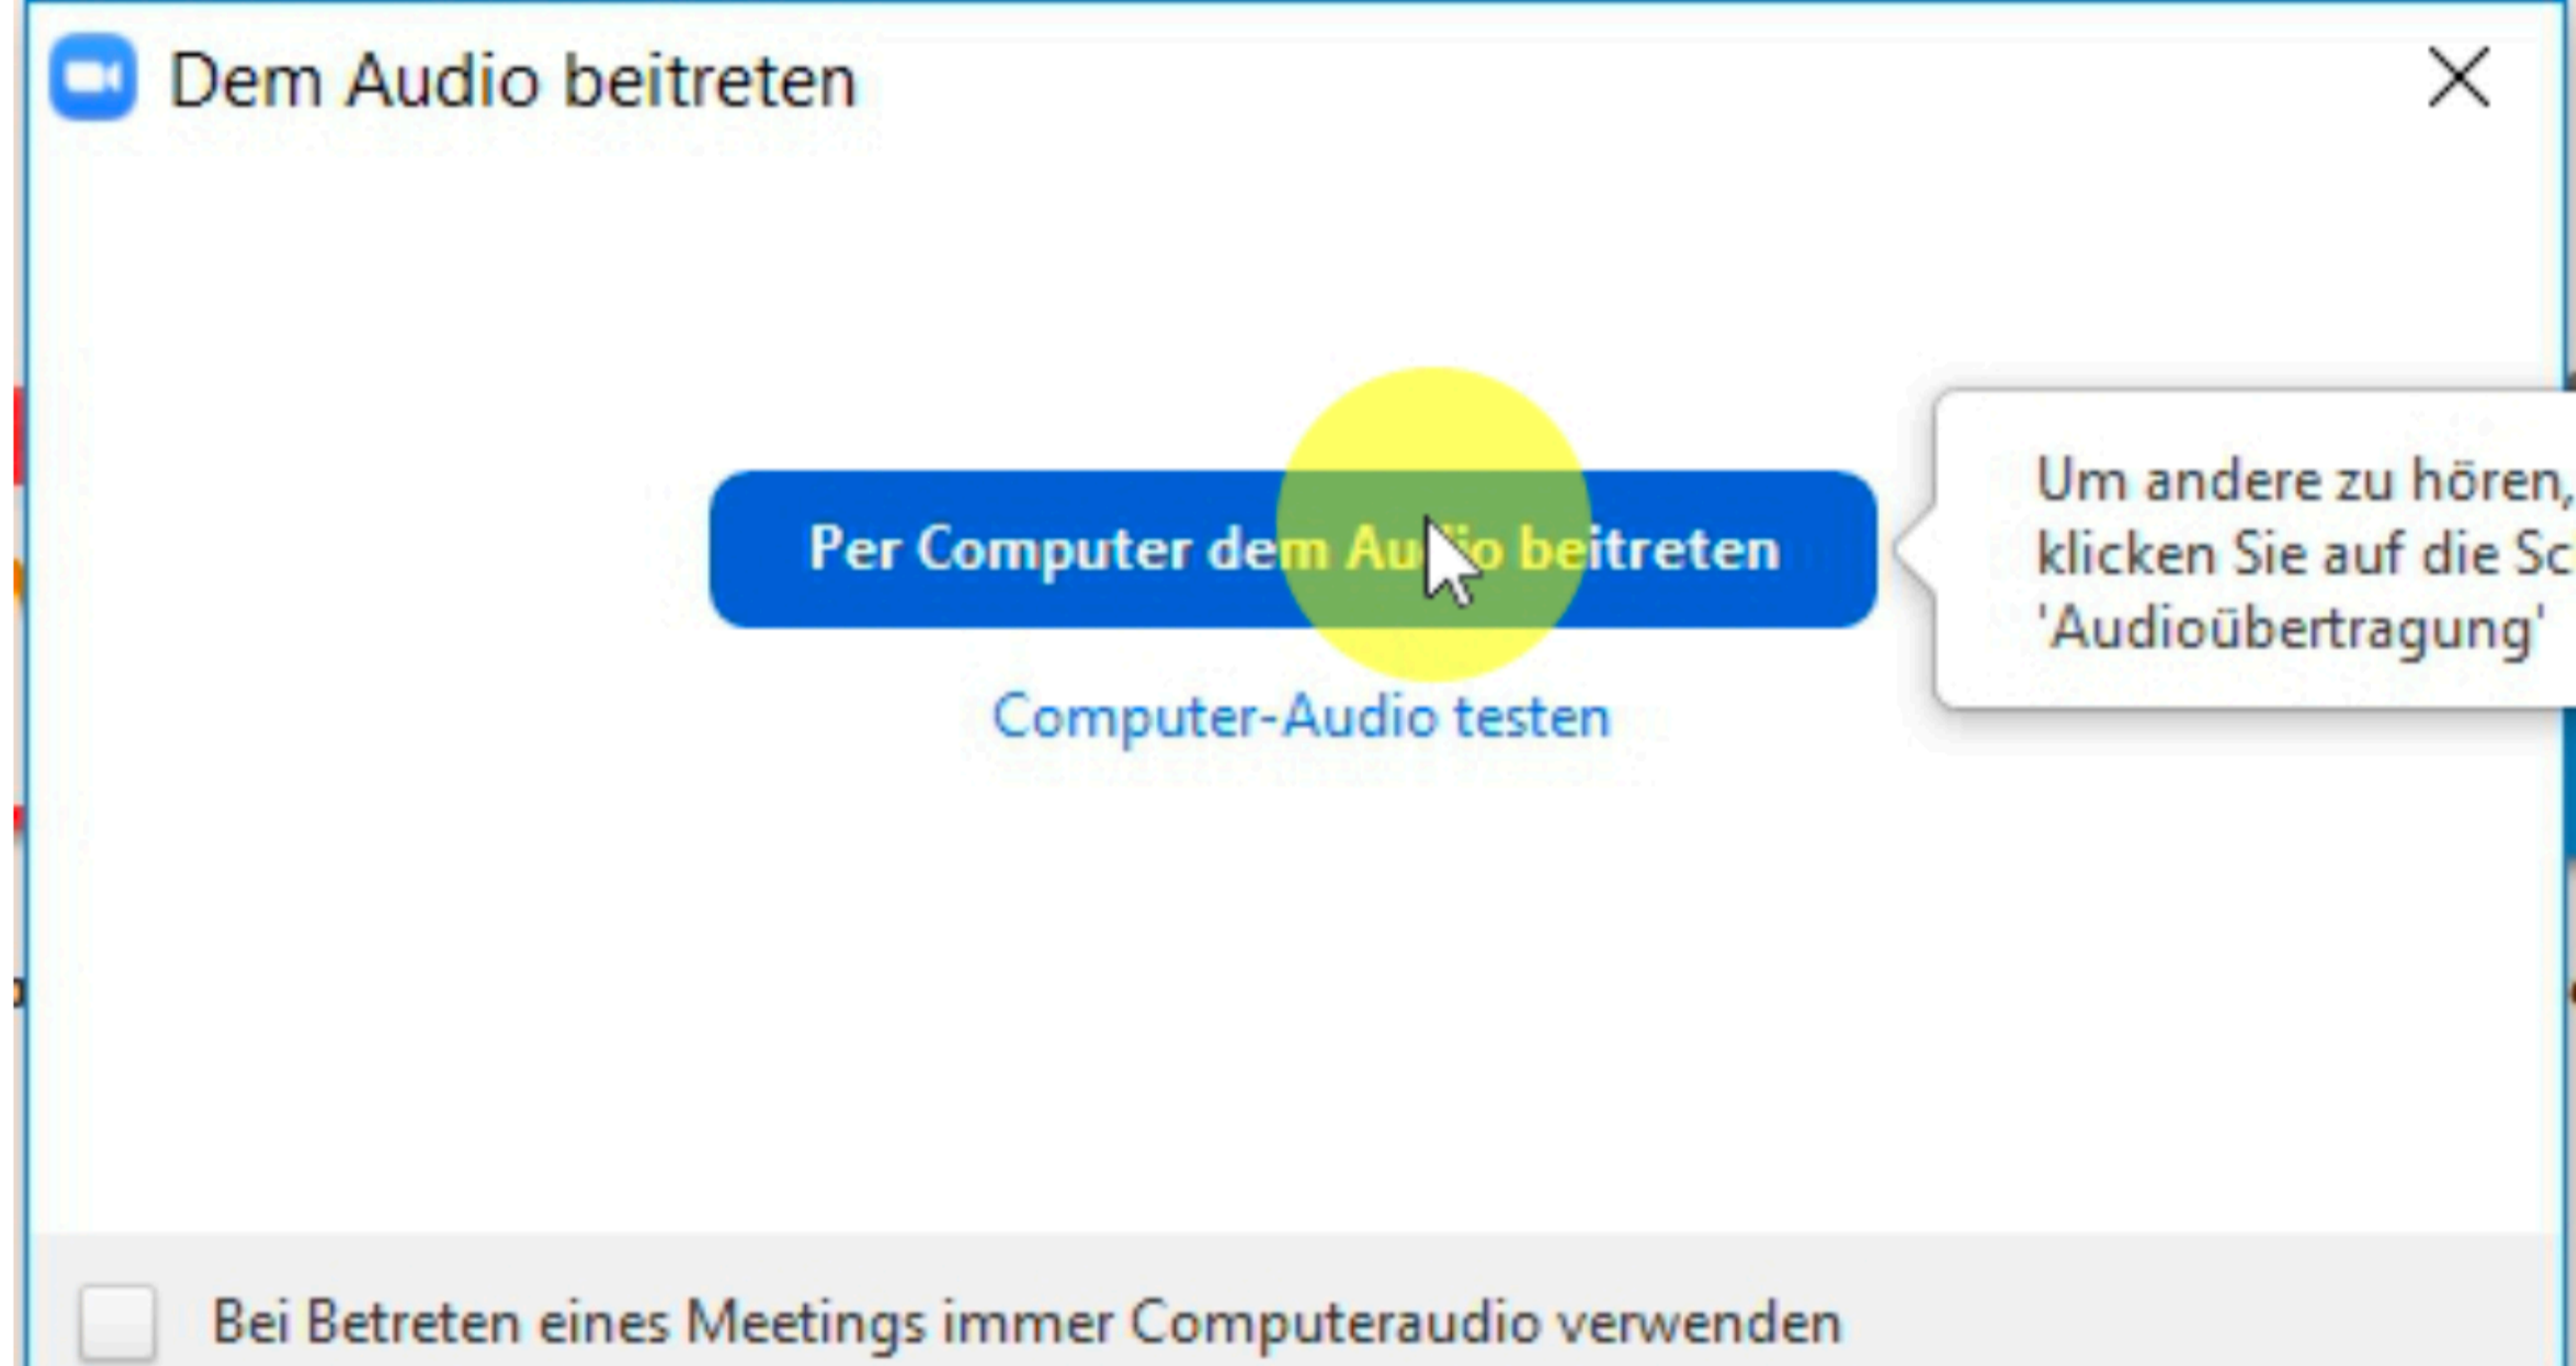 Dem Audio beitreten
Per Computer dem Audio beitreten
Computer-Audio testen
Um andere zu hören,
klicken Sie auf die
'Audioübertragung'
Bei Betreten eines Meetings immer Computeraudio verwenden